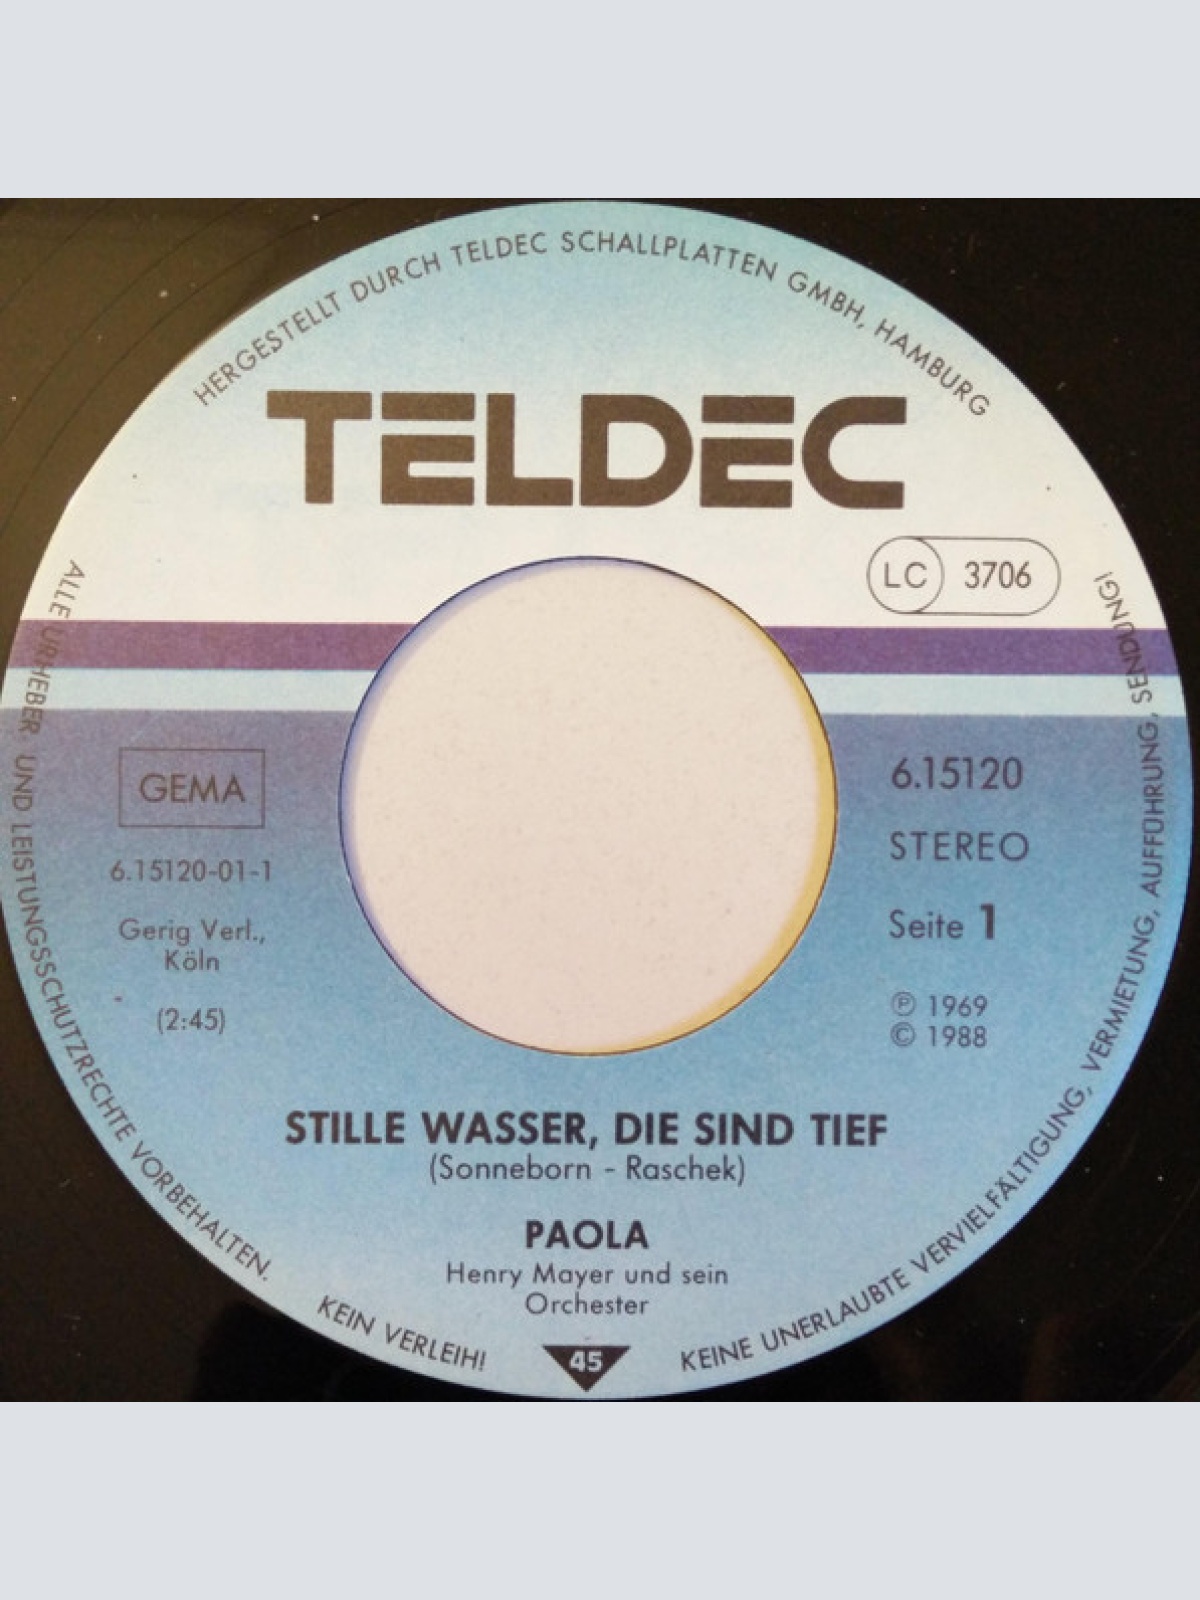 HERGESTELLT DURCH TELDEC SCHALLPLATTEN GMBH, HAMBURG
TELDEC
LC 3706
GEMA
6.15120-01-1
Gerig Verl.,
Köln
(2:45)
6.15120
STEREO
Seite 1
℗ 1969
© 1988
STILLE WASSER, DIE SIND TIEF
(Sonneborn - Raschek)
PAOLA
Henry Mayer und sein
Orchester
45
ALLE URHEBER UND LEISTUNGSSCHUTZRECHTE VORBEHALTEN.
KEIN VERLEIH!
KEINE UNERLAUBTE VERVIELFÄLTIGUNG, VERMIETUNG, AUFFÜHRUNG, SENDUNG!